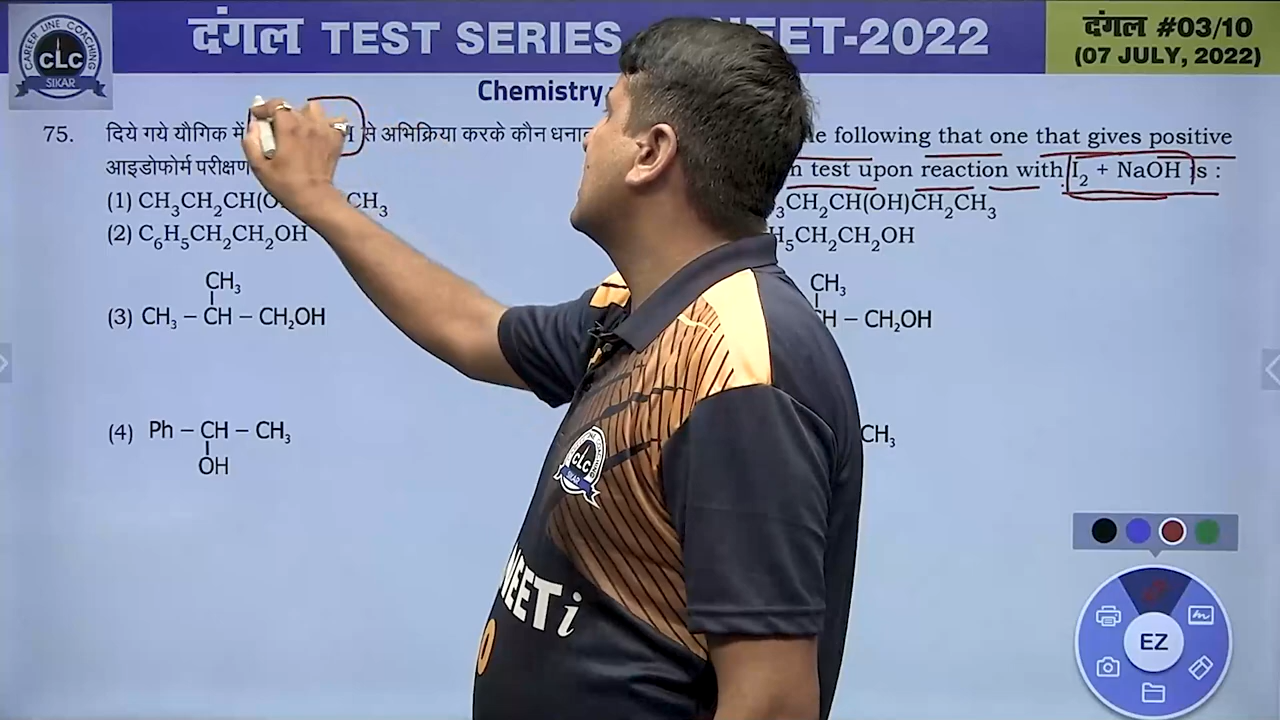 दंगल TEST SERIES NEET-2022
दंगल #03/10
(07 JULY, 2022)
CAREER LINE COACHING
CLC
SIKAR
Chemistry
75. दिये गये यौगिक में से अभिक्रिया करके कौन
आइडोफोर्म परीक्षण
(1) CH₃CH₂CH(O CH₃
(2) C₆H₅CH₂CH₂OH
CH₃
(3) CH₃ – CH – CH₂OH
(4) Ph – CH – CH₃
OH
following that one that gives positive
test upon reaction with I₂ + NaOH is :
CH₂CH(OH)CH₂CH₃
H₅CH₂CH₂OH
CH₃
CH – CH₂OH
CH₃
CLC
SIKAR
NEET i
EZ